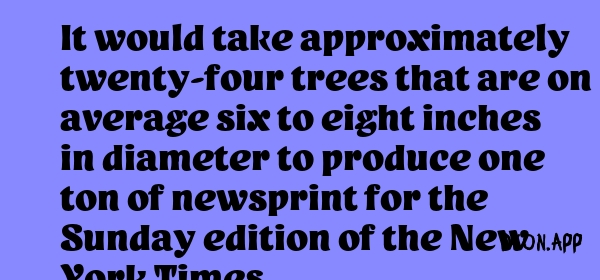 It would take approximately
twenty-four trees that are on
average six to eight inches
in diameter to produce one
ton of newsprint for the
Sunday edition of the New
York Times